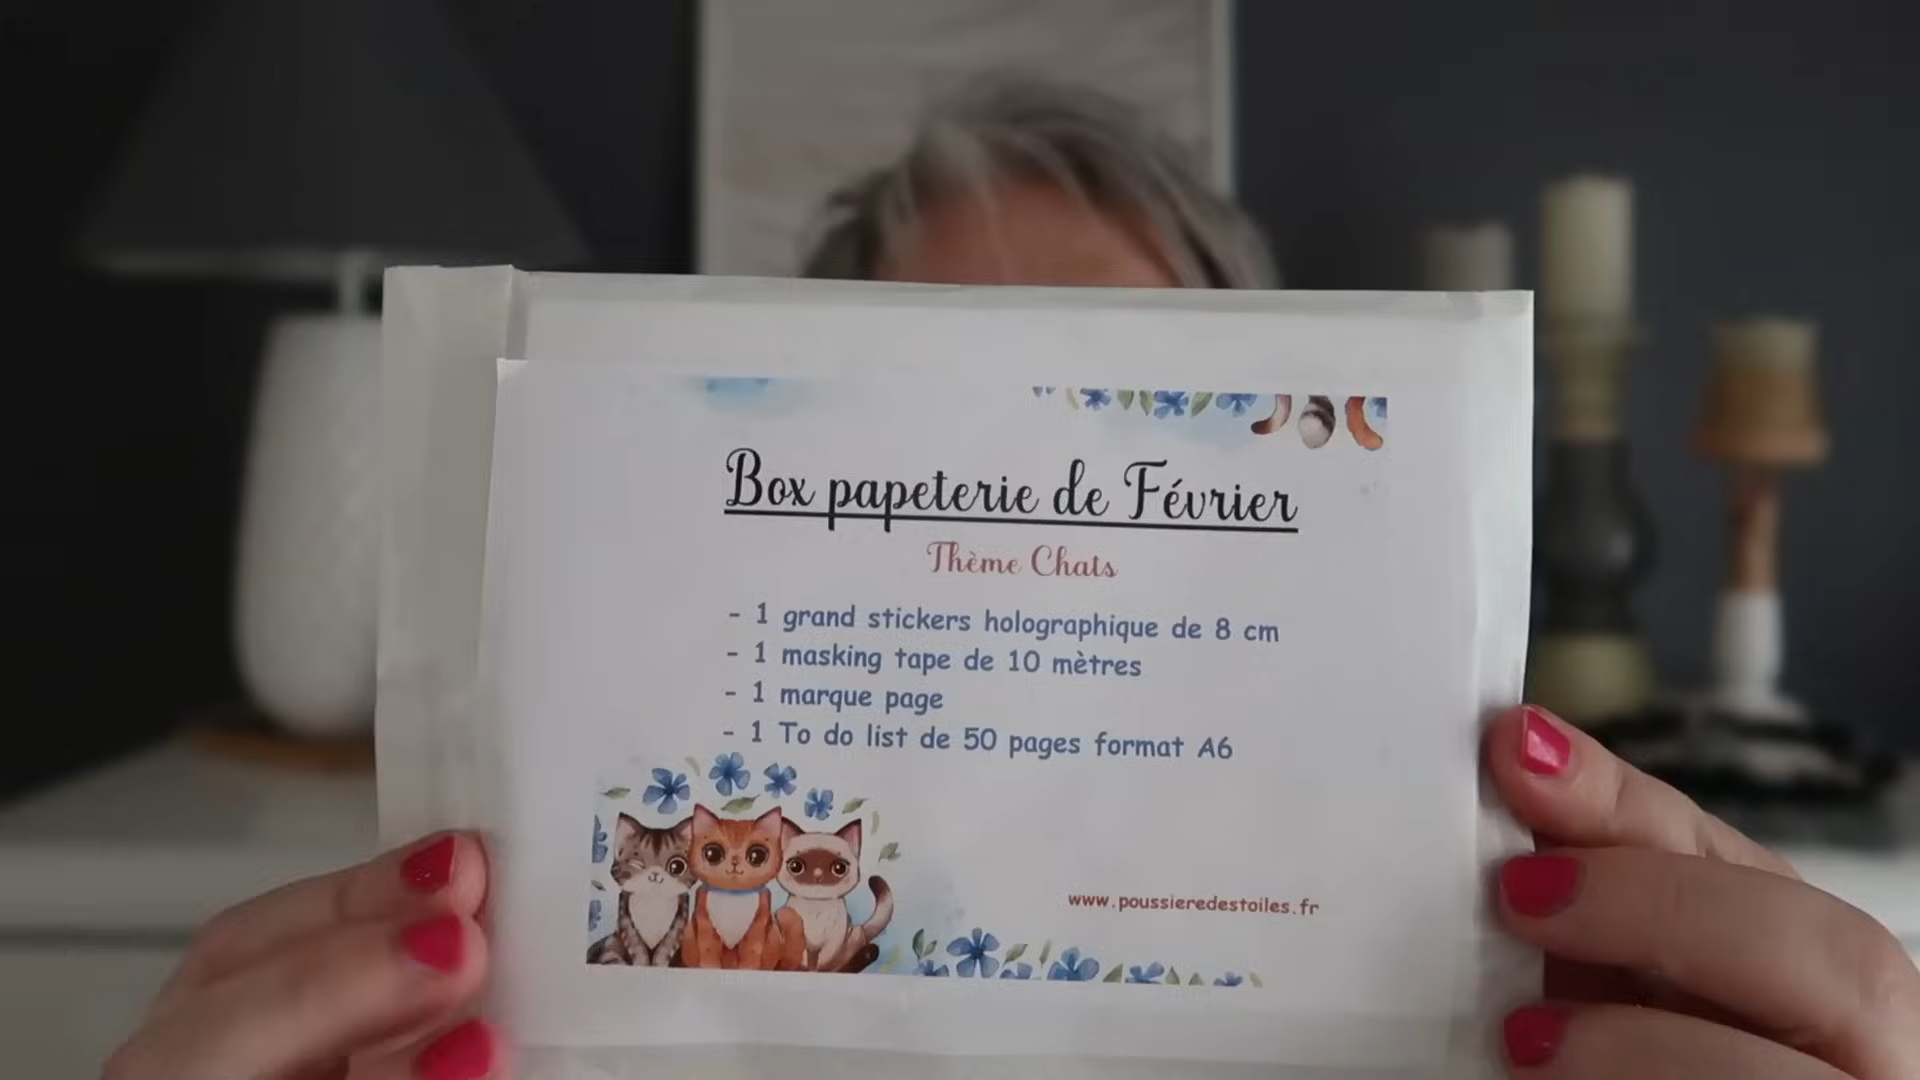 Box papeterie de Février
Thème Chats
- 1 grand stickers holographique de 8 cm
- 1 masking tape de 10 mètres
- 1 marque page
- 1 To do list de 50 pages format A6
www.poussieredestoiles.fr